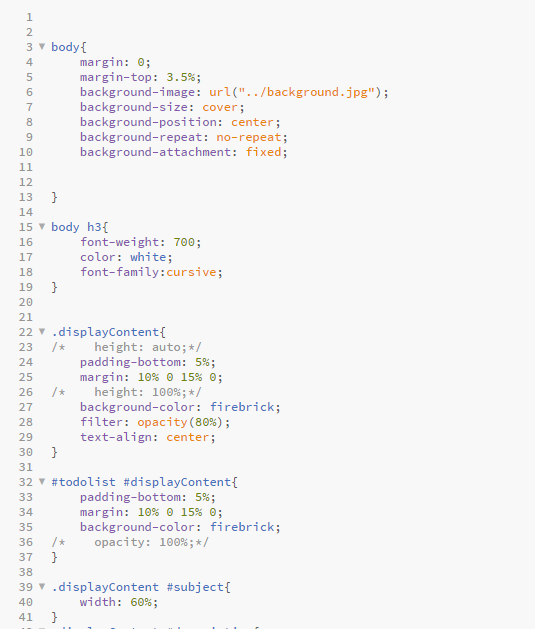 1
2
3 ▼ body{
4     margin: 0;
5     margin-top: 3.5%;
6     background-image: url("../background.jpg");
7     background-size: cover;
8     background-position: center;
9     background-repeat: no-repeat;
10     background-attachment: fixed;
11
12
13 }
14
15 ▼ body h3{
16     font-weight: 700;
17     color: white;
18     font-family:cursive;
19 }
20
21
22 ▼ .displayContent{
23 /*    height: auto;*/
24     padding-bottom: 5%;
25     margin: 10% 0 15% 0;
26 /*    height: 100%;*/
27     background-color: firebrick;
28     filter: opacity(80%);
29     text-align: center;
30 }
31
32 ▼ #todolist #displayContent{
33     padding-bottom: 5%;
34     margin: 10% 0 15% 0;
35     background-color: firebrick;
36 /*    opacity: 100%;*/
37 }
38
39 ▼ .displayContent #subject{
40     width: 60%;
41 }